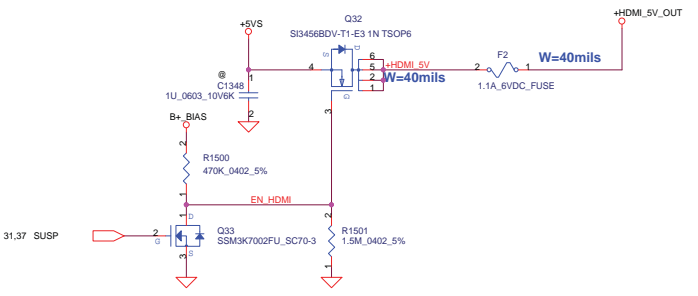 +HDMI_5V_OUT
Q32
+5VS
SI3456BDV-T1-E3 1N TSOP6
D
S
6
4
5
+HDMI_5V
2
F2
1
W=40mils
@
1
2
W=40mils
C1348
G
1
1.1A_6VDC_FUSE
1U_0603_10V6K
2
3
B+_BIAS
2
R1500
470K_0402_5%
1
EN_HDMI
1
D
2
31,37 SUSP
2
G
Q33
SSM3K7002FU_SC70-3
R1501
1.5M_0402_5%
S
3
1